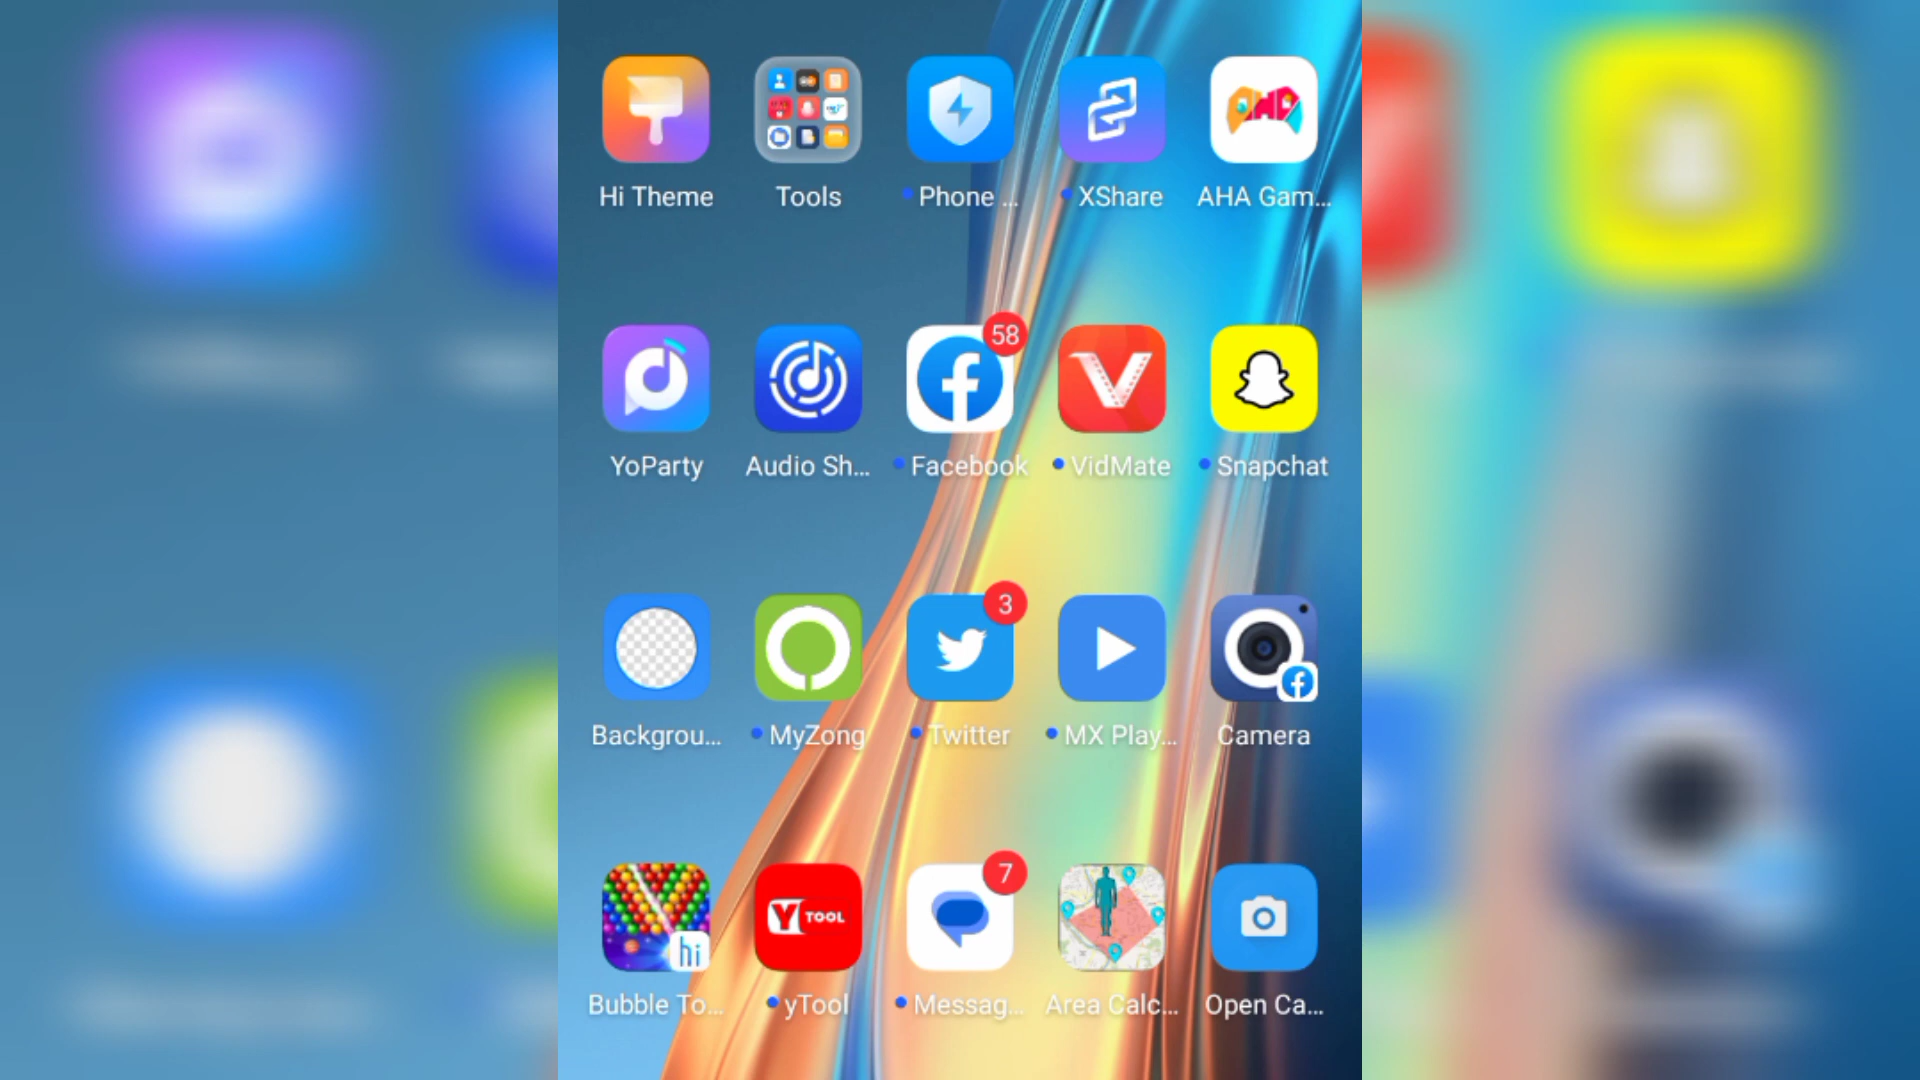 Hi Theme
Tools
Phone ...
XShare
AHA Gam...
58
YoParty
Audio Sh...
Facebook
VidMate
Snapchat
3
Backgrou...
MyZong
Twitter
MX Play...
Camera
hi
Y TOOL
7
Bubble To...
yTool
Messag...
Area Calc...
Open Ca...